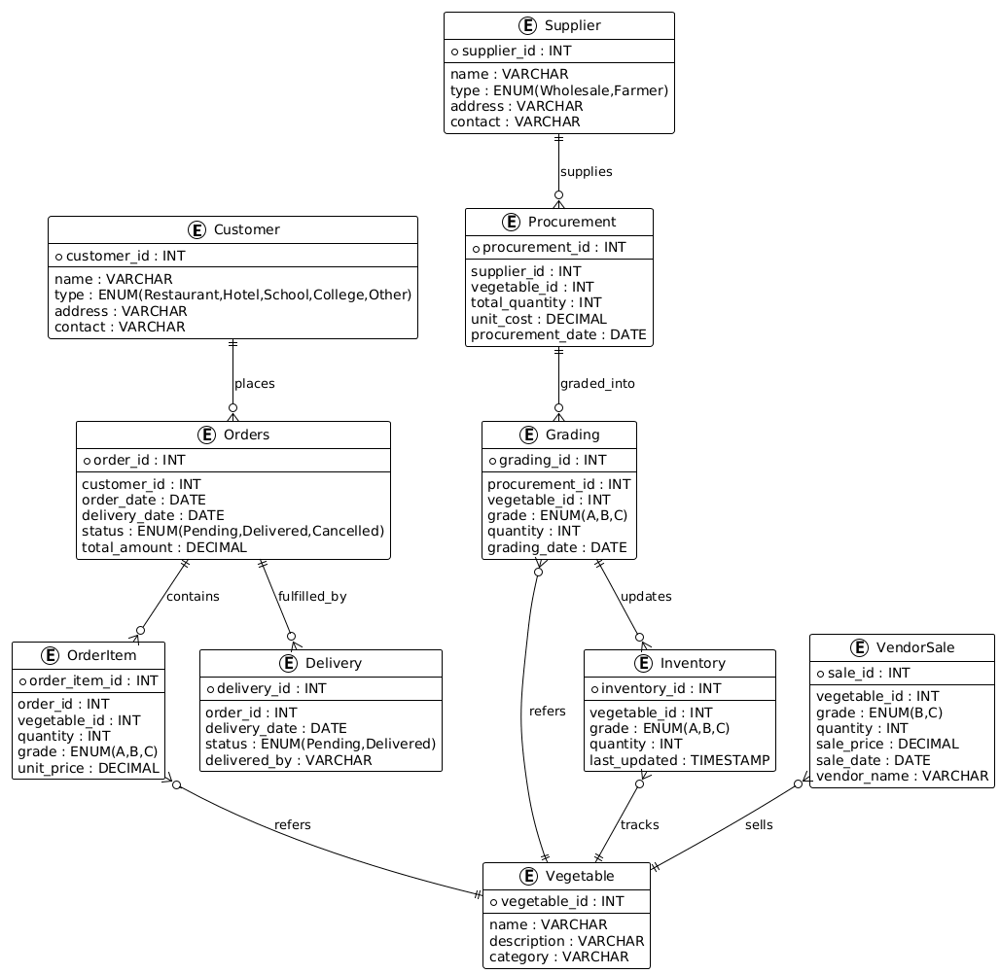 E Supplier
supplier_id : INT
name : VARCHAR
type : ENUM(Wholesale,Farmer)
address : VARCHAR
contact : VARCHAR
supplies
E Customer
customer_id : INT
name : VARCHAR
type : ENUM(Restaurant,Hotel,School,College,Other)
address : VARCHAR
contact : VARCHAR
E Procurement
procurement_id : INT
supplier_id : INT
vegetable_id : INT
total_quantity : INT
unit_cost : DECIMAL
procurement_date : DATE
places
graded_into
E Orders
order_id : INT
customer_id : INT
order_date : DATE
delivery_date : DATE
status : ENUM(Pending,Delivered,Cancelled)
total_amount : DECIMAL
E Grading
grading_id : INT
procurement_id : INT
vegetable_id : INT
grade : ENUM(A,B,C)
quantity : INT
grading_date : DATE
contains
fulfilled_by
updates
E OrderItem
order_item_id : INT
order_id : INT
vegetable_id : INT
quantity : INT
grade : ENUM(A,B,C)
unit_price : DECIMAL
E Delivery
delivery_id : INT
order_id : INT
delivery_date : DATE
status : ENUM(Pending,Delivered)
delivered_by : VARCHAR
refers
E Inventory
inventory_id : INT
vegetable_id : INT
grade : ENUM(A,B,C)
quantity : INT
last_updated : TIMESTAMP
E VendorSale
sale_id : INT
vegetable_id : INT
grade : ENUM(B,C)
quantity : INT
sale_price : DECIMAL
sale_date : DATE
vendor_name : VARCHAR
refers
tracks
sells
E Vegetable
vegetable_id : INT
name : VARCHAR
description : VARCHAR
category : VARCHAR